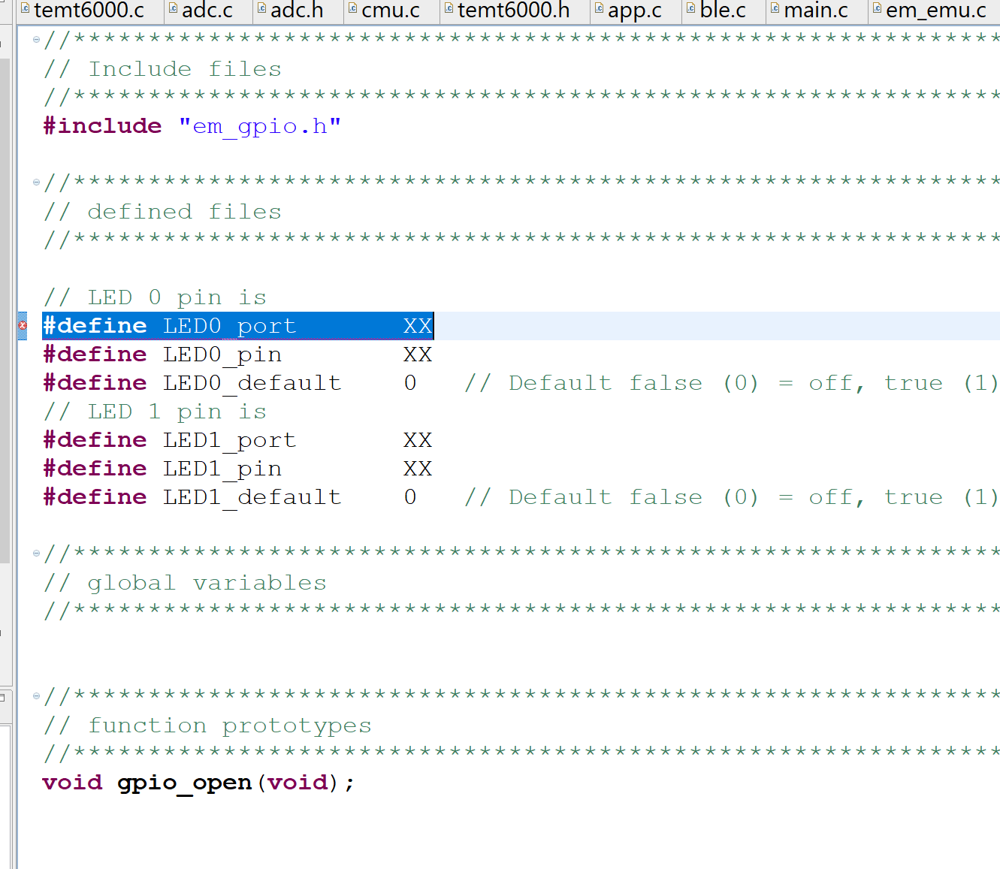 temt6000.c adc.c adc.h cmu.c temt6000.h app.c ble.c main.c em_emu.c
//**************************************************************
// Include files
//**************************************************************
#include "em_gpio.h"
//**************************************************************
// defined files
//**************************************************************
// LED 0 pin is
#define LED0_port XX
#define LED0_pin XX
#define LED0_default 0 // Default false (0) = off, true (1)
// LED 1 pin is
#define LED1_port XX
#define LED1_pin XX
#define LED1_default 0 // Default false (0) = off, true (1)
//**************************************************************
// global variables
//**************************************************************
//**************************************************************
// function prototypes
//**************************************************************
void gpio_open(void);